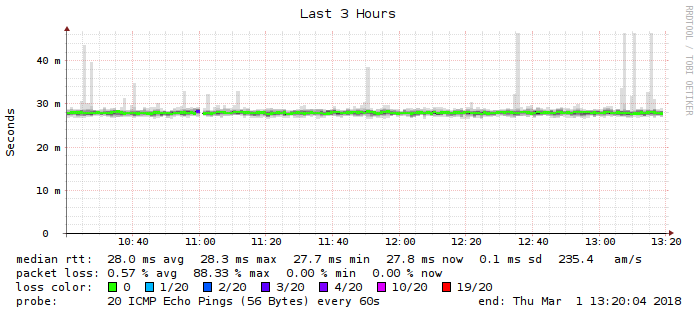 Last 3 Hours
RRDTOOL / TOBI OETIKER
Seconds
40 m
30 m
20 m
10 m
0
10:40 11:00 11:20 11:40 12:00 12:20 12:40 13:00 13:20
median rtt: 28.0 ms avg 28.3 ms max 27.7 ms min 27.8 ms now 0.1 ms sd 235.4 am/s
packet loss: 0.57 % avg 88.33 % max 0.00 % min 0.00 % now
loss color: 0 1/20 2/20 3/20 4/20 10/20 19/20
probe: 20 ICMP Echo Pings (56 Bytes) every 60s end: Thu Mar 1 13:20:04 2018